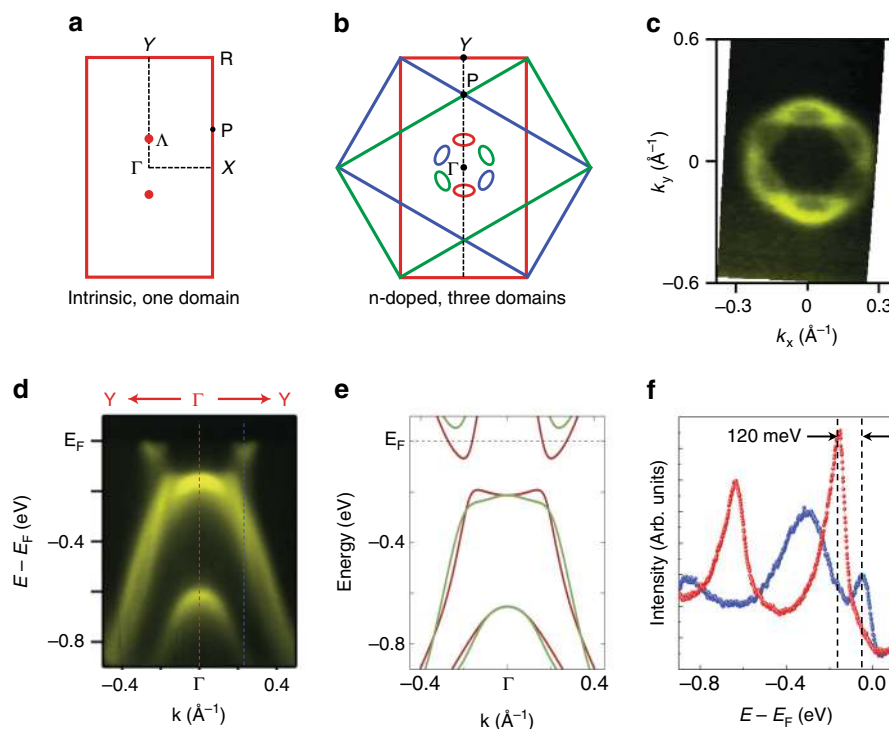 a
Y
R
P
Λ
Γ
X
Intrinsic, one domain
b
Y
P
Γ
n-doped, three domains
c
0.6
0
−0.6
k_y (Å⁻¹)
−0.3
0
0.3
k_x (Å⁻¹)
d
Y Γ Y
E_F
−0.4
−0.8
E − E_F (eV)
−0.4
Γ
0.4
k (Å⁻¹)
e
E_F
−0.4
−0.8
Energy (eV)
−0.4
Γ
0.4
k (Å⁻¹)
f
120 meV
Intensity (Arb. units)
−0.8
−0.4
0.0
E − E_F (eV)